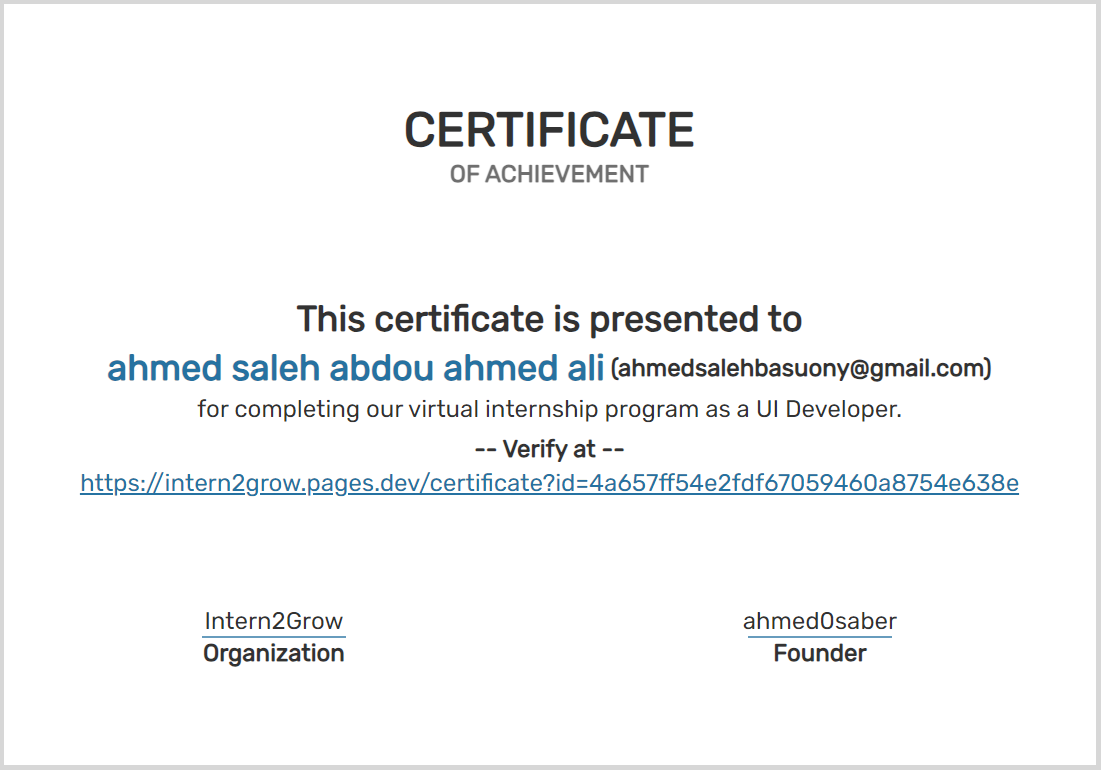 CERTIFICATE
OF ACHIEVEMENT
This certificate is presented to
ahmed saleh abdou ahmed ali (ahmedsalehbasuony@gmail.com)
for completing our virtual internship program as a UI Developer.
-- Verify at --
https://intern2grow.pages.dev/certificate?id=4a657ff54e2fdf67059460a8754e638e
Intern2Grow
Organization
ahmed0saber
Founder